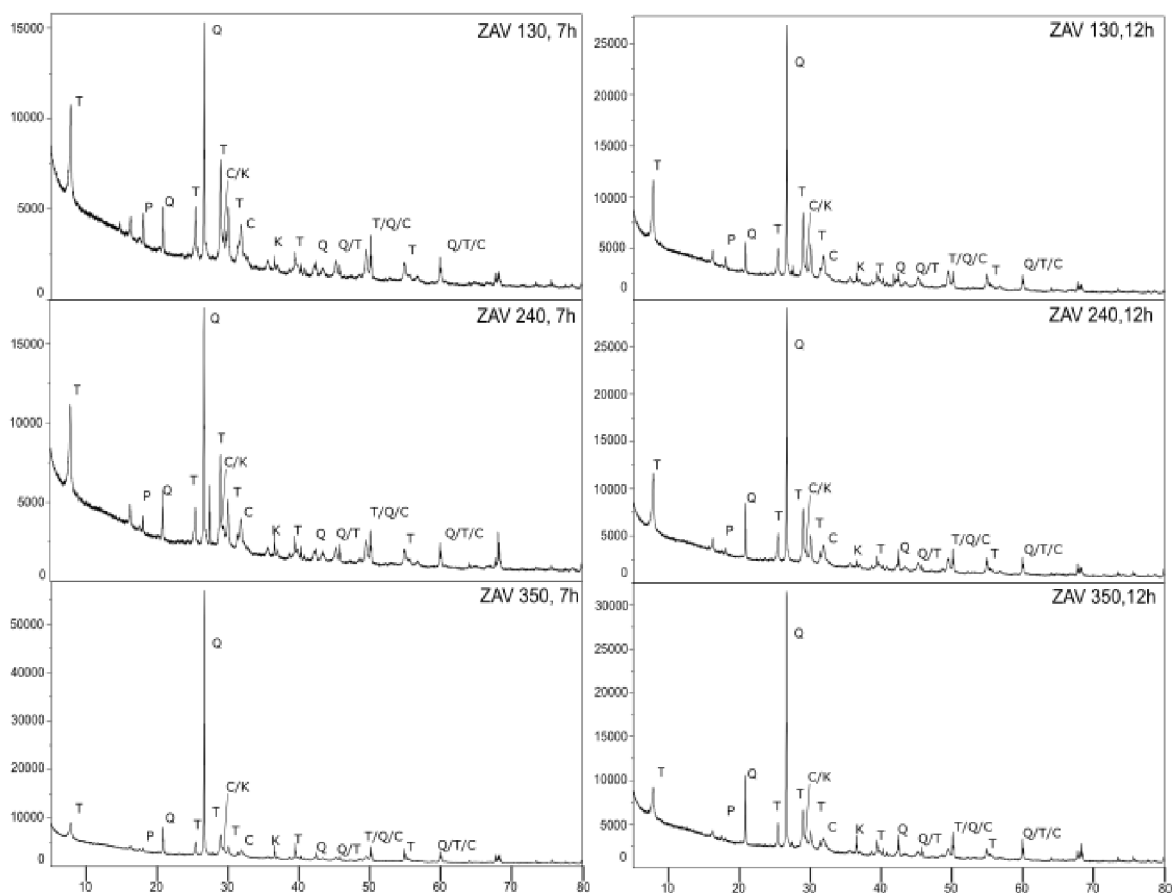 ZAV 130, 7h
15000
10000
5000
0
T
P
Q
T
Q
T
C/K
T
C
K
T
Q
Q/T
T/Q/C
T
Q/T/C
ZAV 130,12h
25000
20000
15000
10000
5000
0
T
P
Q
T
Q
T
C/K
T
C
K
T
Q
Q/T
T/Q/C
T
Q/T/C
ZAV 240, 7h
15000
10000
5000
0
T
P
Q
T
Q
T
C/K
T
C
K
T
Q
Q/T
T/Q/C
T
Q/T/C
ZAV 240,12h
25000
20000
15000
10000
5000
0
T
P
Q
T
Q
T
C/K
T
C
K
T
Q
Q/T
T/Q/C
T
Q/T/C
ZAV 350, 7h
50000
40000
30000
20000
10000
0
T
P
Q
T
Q
T
C/K
T
C
K
T
Q
Q/T
T/Q/C
T
Q/T/C
10 20 30 40 50 60 70 80
ZAV 350,12h
30000
25000
20000
15000
10000
5000
0
T
P
Q
T
Q
T
C/K
T
C
K
T
Q
Q/T
T/Q/C
T
Q/T/C
10 20 30 40 50 60 70 80